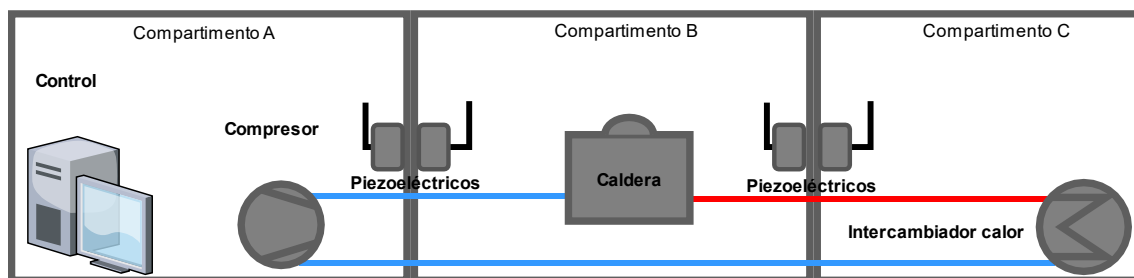 Compartimento A
Compartimento B
Compartimento C
Control
Compresor
Piezoeléctricos
Caldera
Piezoeléctricos
Intercambiador calor